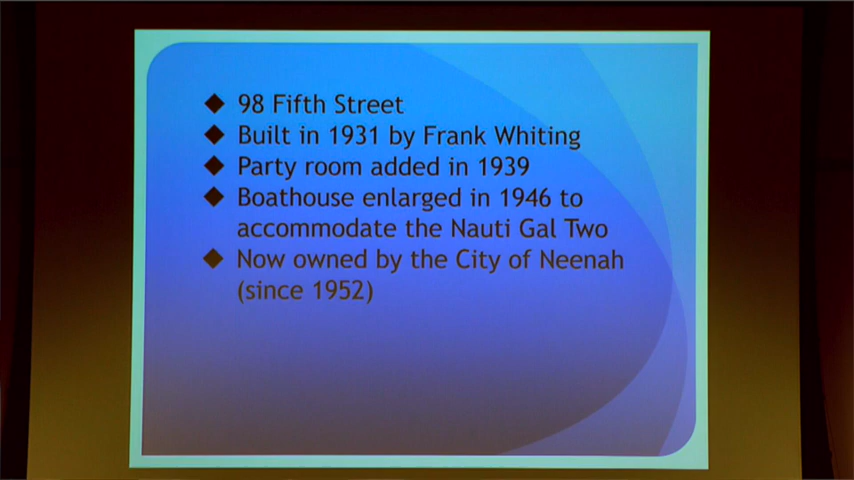 ◆ 98 Fifth Street
◆ Built in 1931 by Frank Whiting
◆ Party room added in 1939
◆ Boathouse enlarged in 1946 to
accommodate the Nauti Gal Two
◆ Now owned by the City of Neenah
(since 1952)